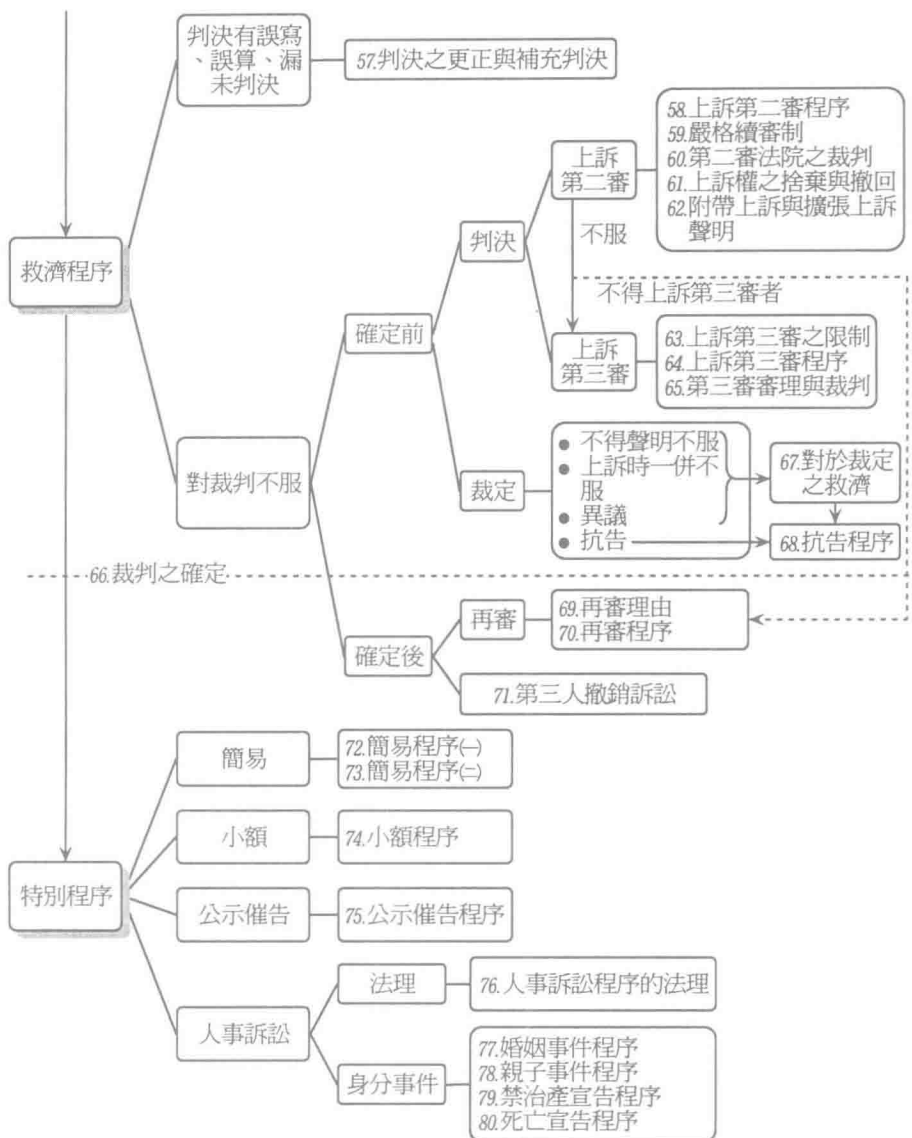 判決有誤寫
、誤算、漏
未判決
57.判決之更正與補充判決
救濟程序
對裁判不服
確定前
判決
上訴
第二審
58.上訴第二審程序
59.嚴格續審制
60.第二審法院之裁判
61.上訴權之捨棄與撤回
62.附帶上訴與擴張上訴
聲明
不服
不得上訴第三審者
上訴
第三審
63.上訴第三審之限制
64.上訴第三審程序
65.第三審審理與裁判
裁定
● 不得聲明不服
● 上訴時一併不
服
● 異議
● 抗告
67.對於裁定
之救濟
68.抗告程序
66.裁判之確定
確定後
再審
69.再審理由
70.再審程序
71.第三人撤銷訴訟
特別程序
簡易
72.簡易程序㈠
73.簡易程序㈡
小額
74.小額程序
公示催告
75.公示催告程序
人事訴訟
法理
76.人事訴訟程序的法理
身分事件
77.婚姻事件程序
78.親子事件程序
79.禁治產宣告程序
80.死亡宣告程序